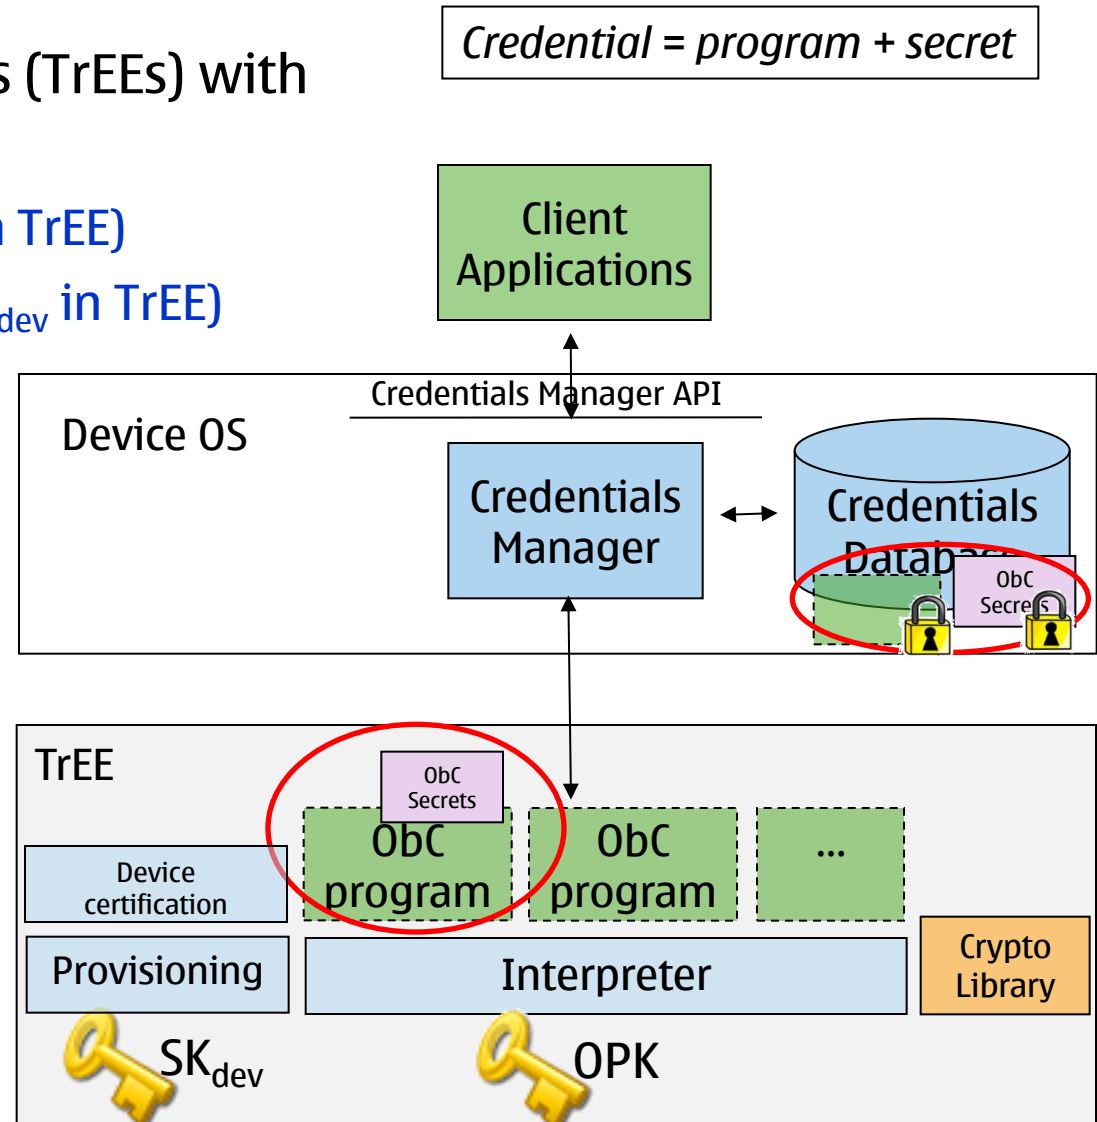 Credential = program + secret
s (TrEEs) with
n TrEE)
dev in TrEE)
Client
Applications
Credentials Manager API
Device OS
Credentials
Manager
Credentials
ObC
Secrets
TrEE
ObC
Secrets
ObC
program
ObC
program
...
Device
certification
Provisioning
Interpreter
Crypto
Library
SKdev
OPK